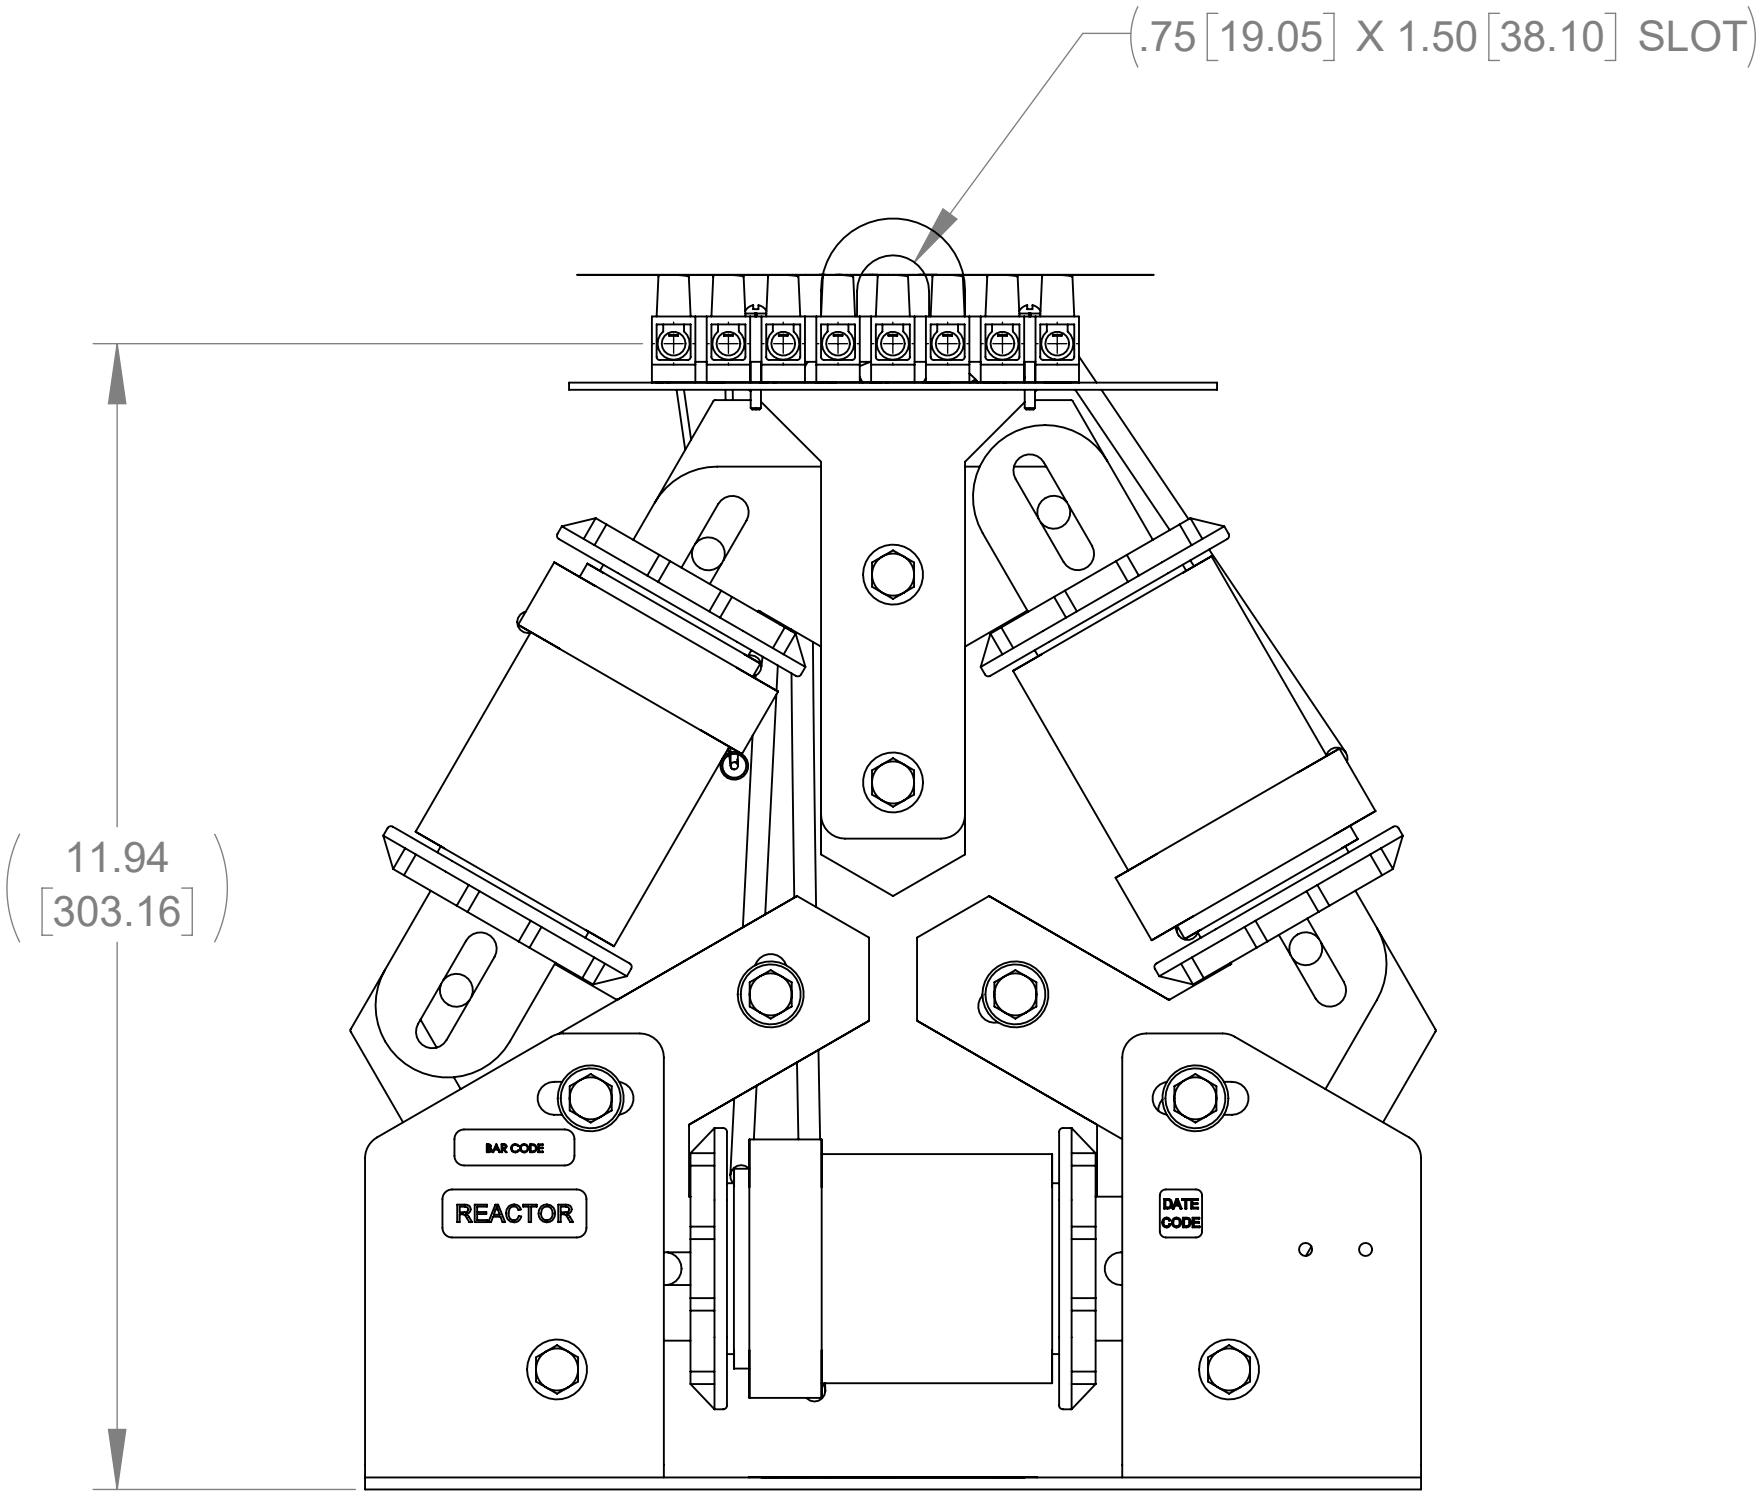 (.75 [19.05] X 1.50 [38.10] SLOT)
(11.94
[303.16])
BAR CODE
REACTOR
DATE
CODE